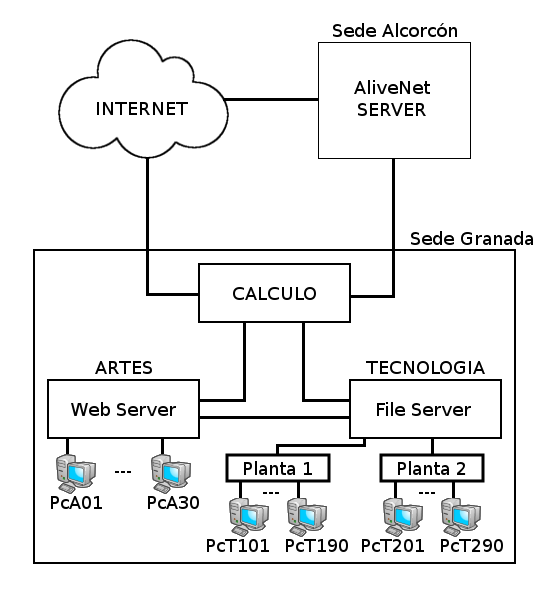 Sede Alcorcón
INTERNET
AliveNet
SERVER
Sede Granada
CALCULO
ARTES
TECNOLOGIA
Web Server
File Server
Planta 1
Planta 2
---
---
---
PcA01
PcA30
PcT101
PcT190
PcT201
PcT290